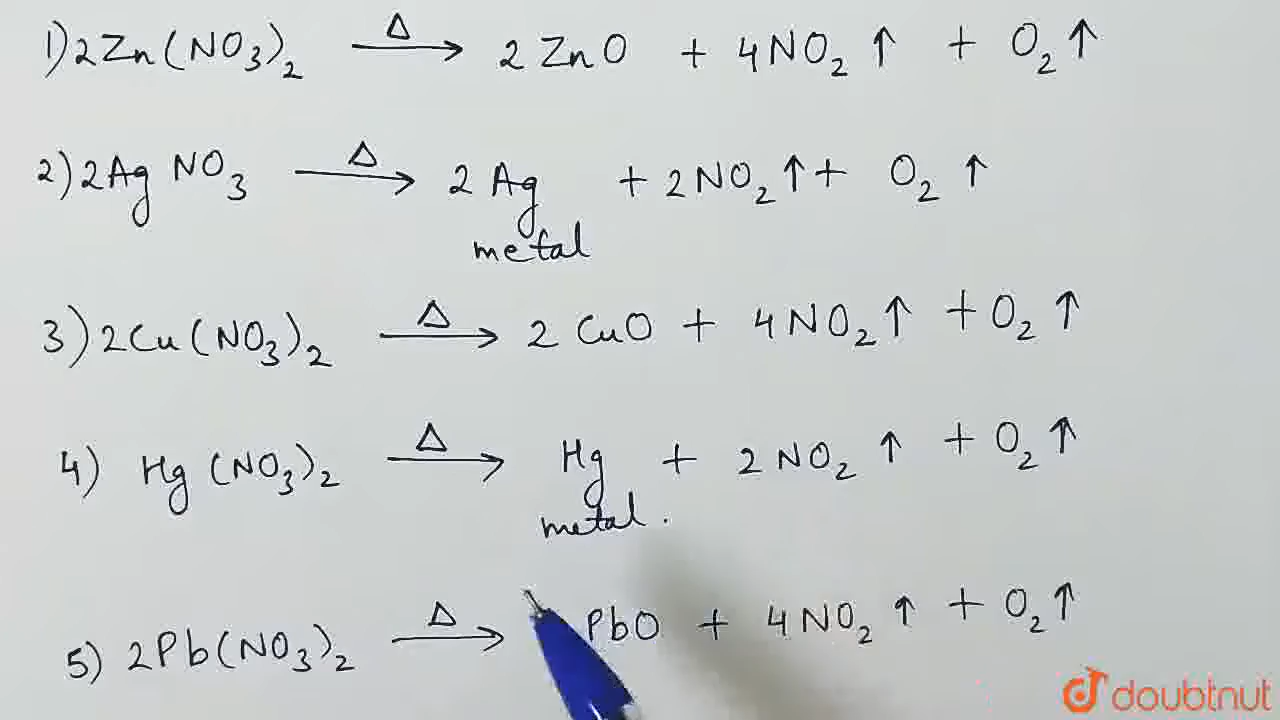 1) 2Zn(NO₃)₂ —Δ→ 2ZnO + 4NO₂↑ + O₂↑
2) 2AgNO₃ —Δ→ 2Ag + 2NO₂↑ + O₂↑
metal
3) 2Cu(NO₃)₂ —Δ→ 2CuO + 4NO₂↑ + O₂↑
4) Hg(NO₃)₂ —Δ→ Hg + 2NO₂↑ + O₂↑
metal.
5) 2Pb(NO₃)₂ —Δ→ PbO + 4NO₂↑ + O₂↑
doubtnut